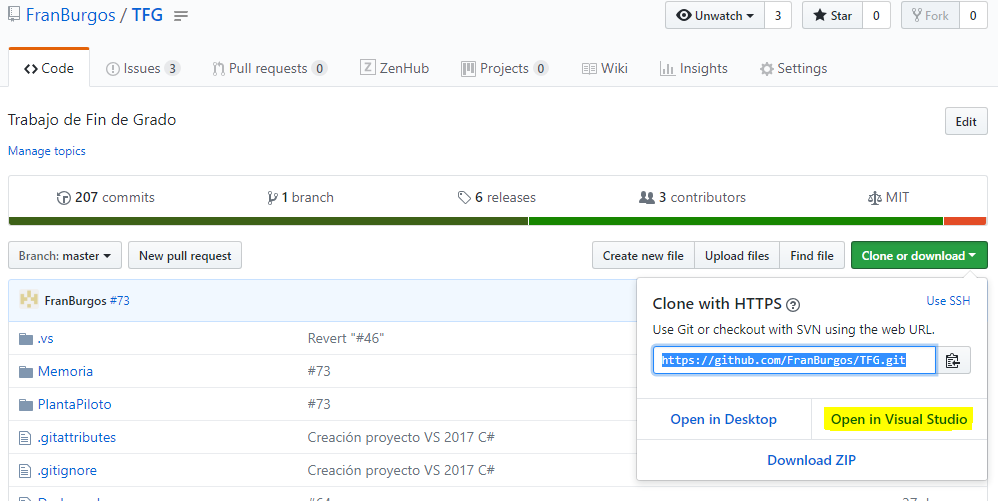 FranBurgos / TFG
Unwatch 3 Star 0 Fork 0
Code Issues 3 Pull requests 0 ZenHub Projects 0 Wiki Insights Settings
Trabajo de Fin de Grado
Edit
Manage topics
207 commits 1 branch 6 releases 3 contributors MIT
Branch: master New pull request Create new file Upload files Find file Clone or download
FranBurgos #73
.vs Revert "#46"
Memoria #73
PlantaPiloto #73
.gitattributes Creación proyecto VS 2017 C#
.gitignore Creación proyecto VS 2017 C#
Clone with HTTPS ? Use SSH
Use Git or checkout with SVN using the web URL.
https://github.com/FranBurgos/TFG.git
Open in Desktop Open in Visual Studio
Download ZIP